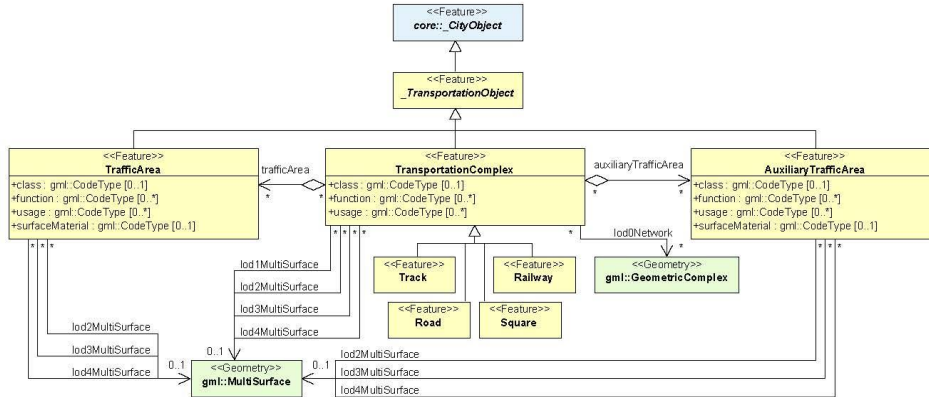 <<Feature>>
core::_CityObject
<<Feature>>
_TransportationObject
<<Feature>>
TrafficArea
+class : gml::CodeType [0..1]
+function : gml::CodeType [0..*]
+usage : gml::CodeType [0..*]
+surfaceMaterial : gml::CodeType [0..1]
trafficArea
*
*
<<Feature>>
TransportationComplex
+class : gml::CodeType [0..1]
+function : gml::CodeType [0..*]
+usage : gml::CodeType [0..*]
auxiliaryTrafficArea
*
*
<<Feature>>
AuxiliaryTrafficArea
+class : gml::CodeType [0..1]
+function : gml::CodeType [0..*]
+usage : gml::CodeType [0..*]
+surfaceMaterial : gml::CodeType [0..1]
* * *
* * * *
*
lod0Network
*
* * *
lod1MultiSurface
lod2MultiSurface
lod3MultiSurface
lod4MultiSurface
<<Feature>>
Track
<<Feature>>
Railway
<<Feature>>
Road
<<Feature>>
Square
<<Geometry>>
gml::GeometricComplex
lod2MultiSurface
lod3MultiSurface
lod4MultiSurface
0..1
0..1
<<Geometry>>
gml::MultiSurface
0..1
lod2MultiSurface
lod3MultiSurface
lod4MultiSurface